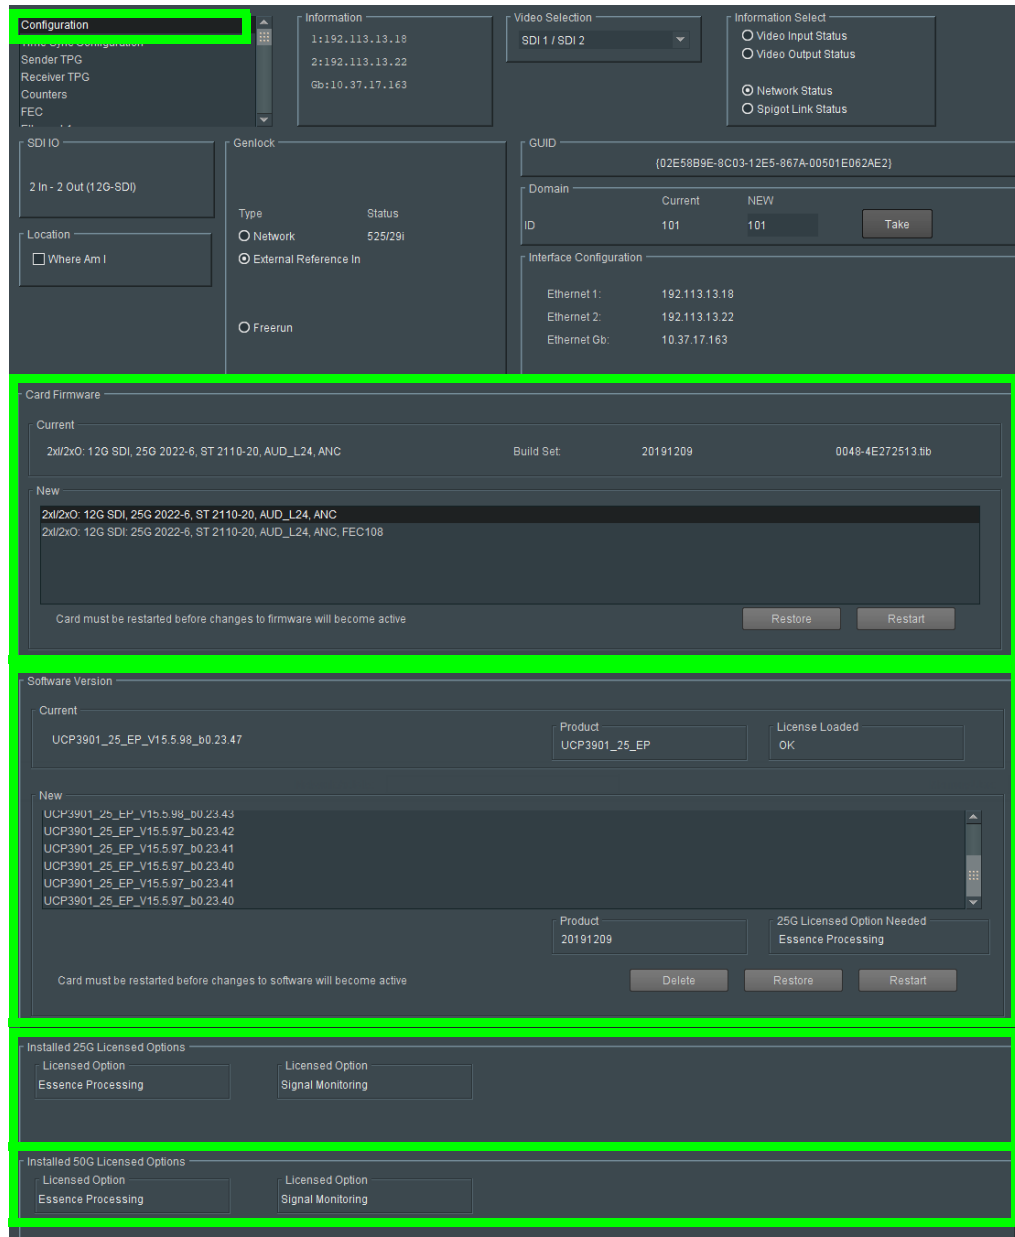 Configuration
Time Sync Configuration
Sender TPG
Receiver TPG
Counters
FEC
Information
1:192.113.13.18
2:192.113.13.22
Gb:10.37.17.163
Video Selection
SDI 1 / SDI 2
Information Select
Video Input Status
Video Output Status
Network Status
Spigot Link Status
SDI IO
2 In - 2 Out (12G-SDI)
Location
Where Am I
Genlock
Type Status
Network 525/29i
External Reference In
Freerun
GUID
{02E58B9E-8C03-12E5-867A-00501E062AE2}
Domain
Current NEW
ID 101 101 Take
Interface Configuration
Ethernet 1: 192.113.13.18
Ethernet 2: 192.113.13.22
Ethernet Gb: 10.37.17.163
Card Firmware
Current
2xI/2xO: 12G SDI, 25G 2022-6, ST 2110-20, AUD_L24, ANC Build Set: 20191209 0048-4E272513.tib
New
2xI/2xO: 12G SDI, 25G 2022-6, ST 2110-20, AUD_L24, ANC
2xI/2xO: 12G SDI: 25G 2022-6, ST 2110-20, AUD_L24, ANC, FEC108
Card must be restarted before changes to firmware will become active Restore Restart
Software Version
Current
UCP3901_25_EP_V15.5.98_b0.23.47
Product
UCP3901_25_EP
License Loaded
OK
New
UCP3901_25_EP_V15.5.98_b0.23.43
UCP3901_25_EP_V15.5.97_b0.23.42
UCP3901_25_EP_V15.5.97_b0.23.41
UCP3901_25_EP_V15.5.97_b0.23.40
UCP3901_25_EP_V15.5.97_b0.23.41
UCP3901_25_EP_V15.5.97_b0.23.40
Product
20191209
25G Licensed Option Needed
Essence Processing
Card must be restarted before changes to software will become active Delete Restore Restart
Installed 25G Licensed Options
Licensed Option
Essence Processing
Licensed Option
Signal Monitoring
Installed 50G Licensed Options
Licensed Option
Essence Processing
Licensed Option
Signal Monitoring